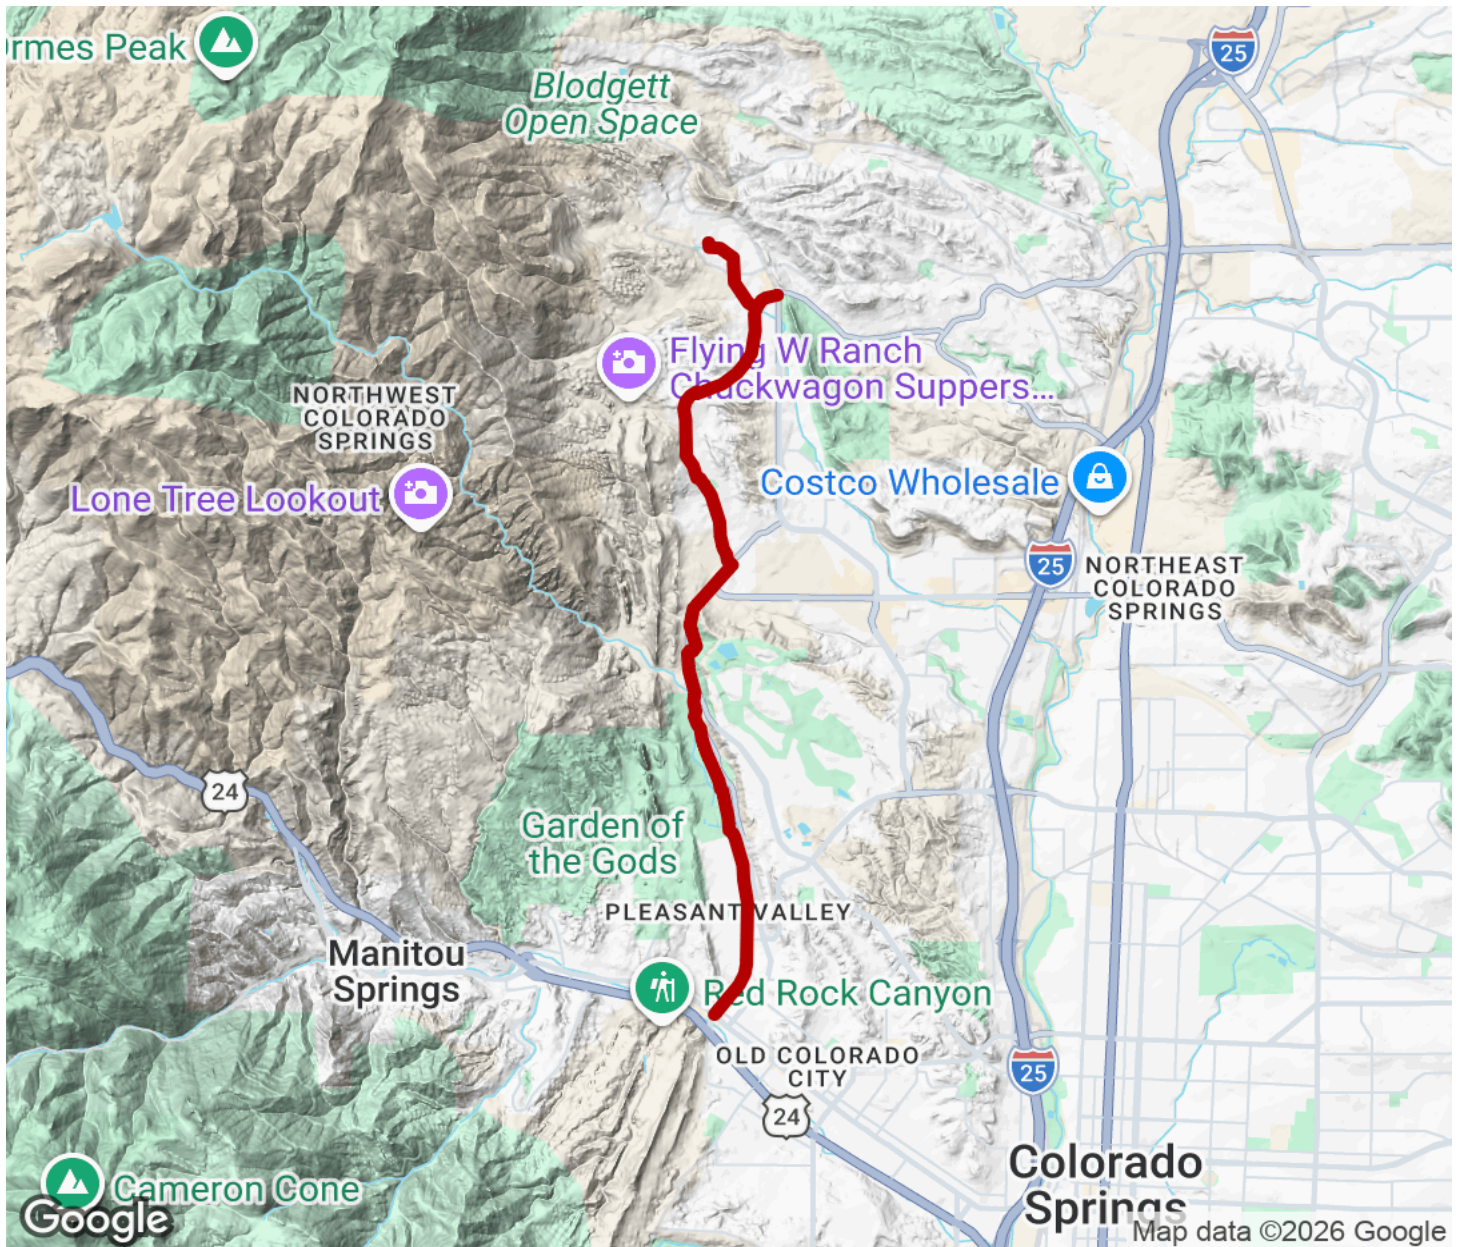 rmes Peak
25
Blodgett
Open Space
Flying W Ranch
Chuckwagon Suppers...
NORTHWEST
COLORADO
SPRINGS
Lone Tree Lookout
Costco Wholesale
25
NORTHEAST
COLORADO
SPRINGS
24
Garden of
the Gods
PLEASANT VALLEY
Manitou
Springs
Red Rock Canyon
OLD COLORADO
CITY
25
24
Colorado
Springs
Cameron Cone
Google
Map data ©2026 Google